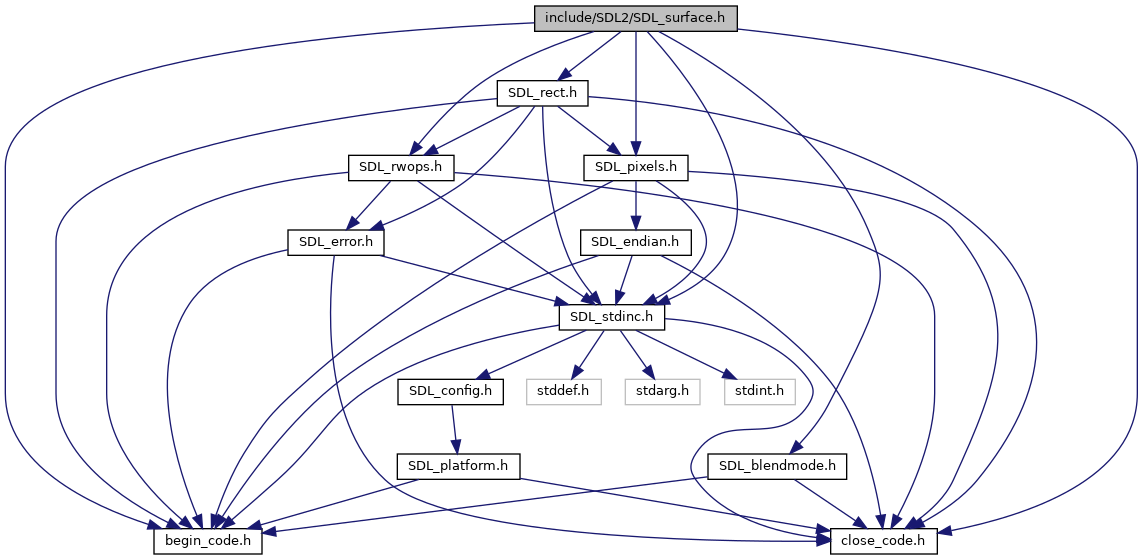 include/SDL2/SDL_surface.h
SDL_rect.h
SDL_rwops.h
SDL_pixels.h
SDL_error.h
SDL_endian.h
SDL_stdinc.h
SDL_config.h
stddef.h
stdarg.h
stdint.h
SDL_platform.h
SDL_blendmode.h
begin_code.h
close_code.h